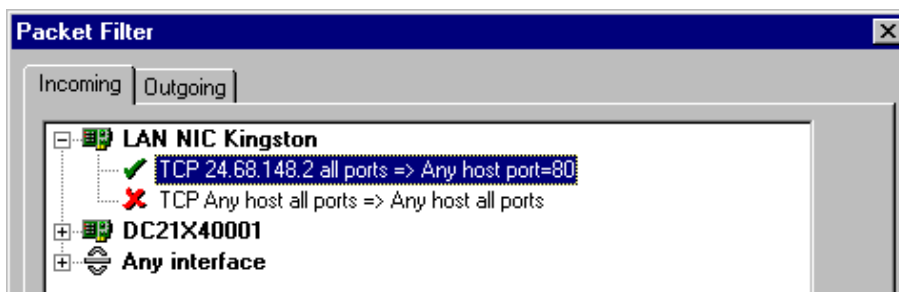 Packet Filter
Incoming Outgoing
LAN NIC Kingston
TCP 24.68.148.2 all ports => Any host port=80
TCP Any host all ports => Any host all ports
DC21X40001
Any interface